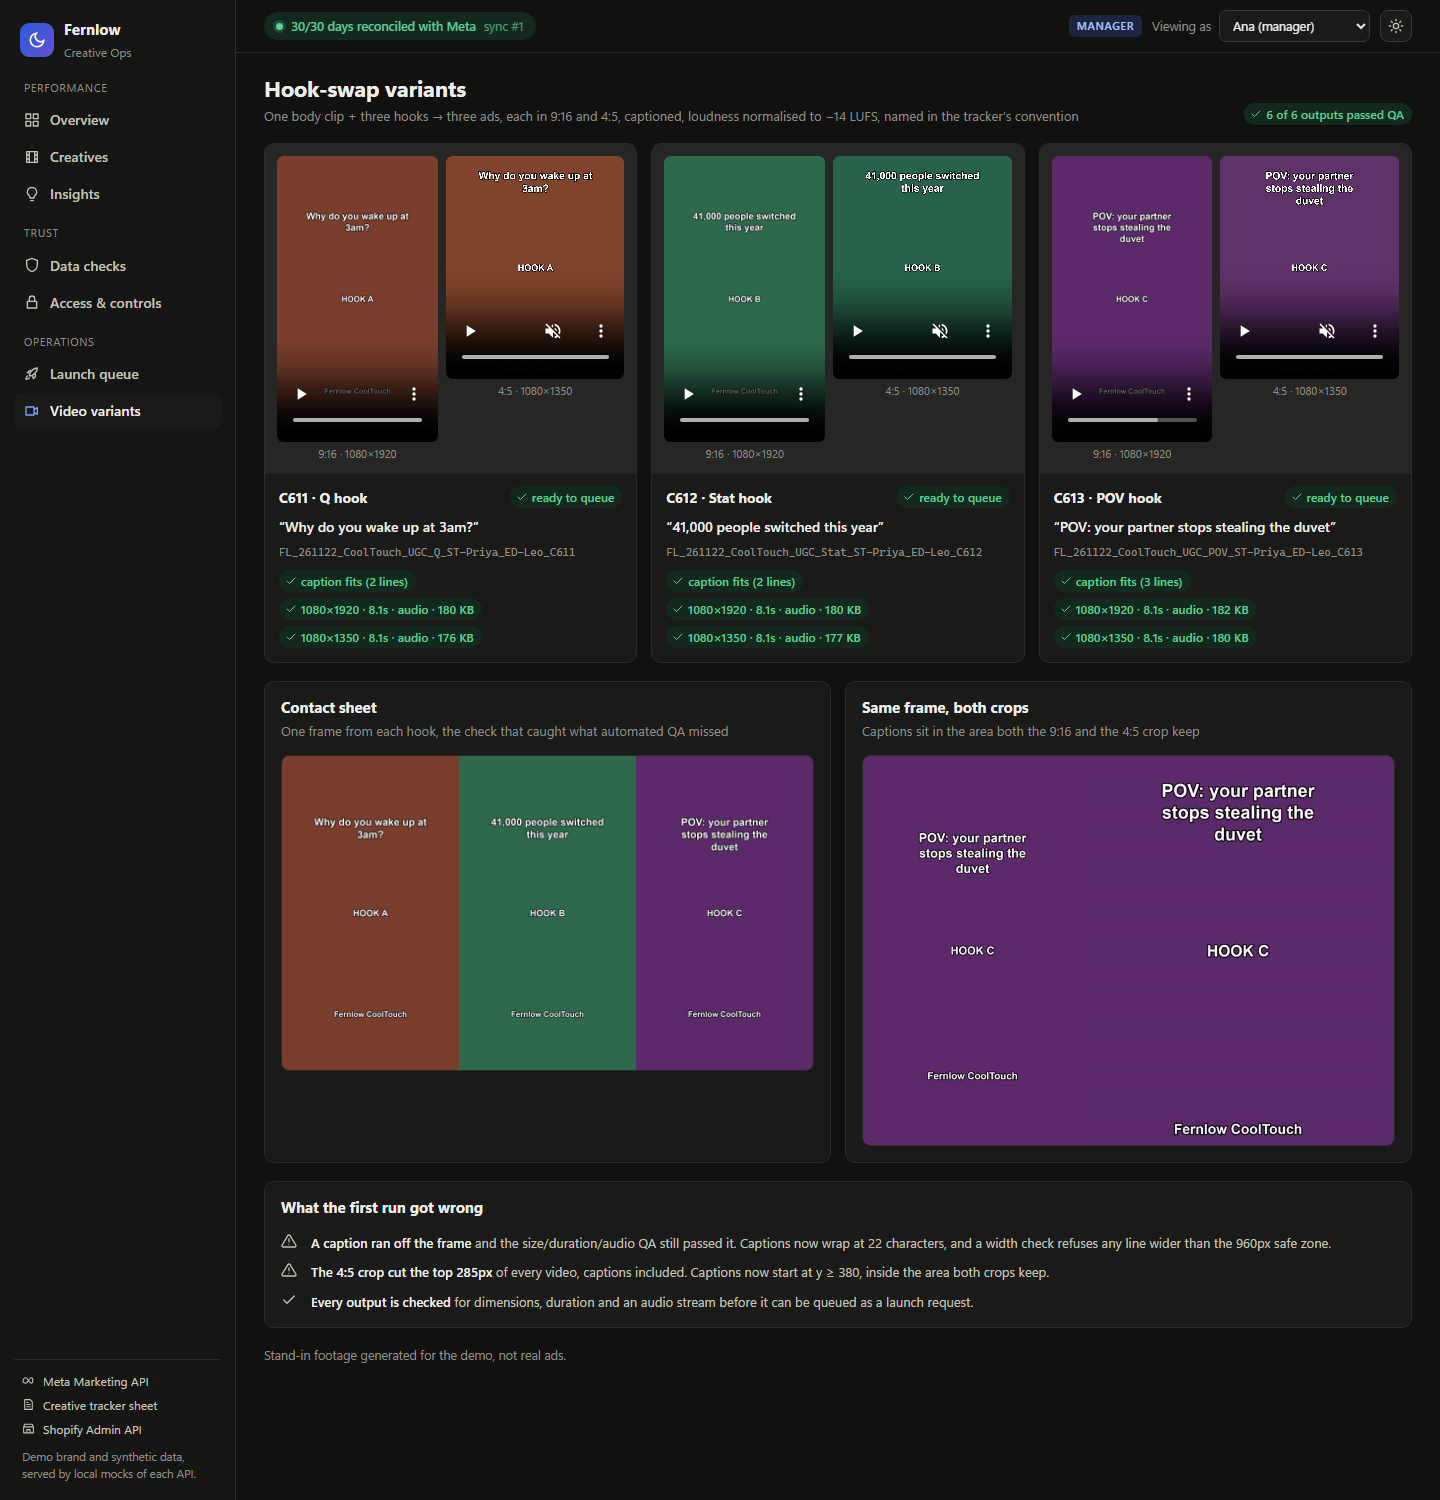 Fernlow
Creative Ops
PERFORMANCE
Overview
Creatives
Insights
TRUST
Data checks
Access & controls
OPERATIONS
Launch queue
Video variants
Meta Marketing API
Creative tracker sheet
Shopify Admin API
Demo brand and synthetic data,
served by local mocks of each API.
30/30 days reconciled with Meta sync #1
MANAGER
Viewing as
Ana (manager)
Hook-swap variants
One body clip + three hooks → three ads, each in 9:16 and 4:5, captioned, loudness normalised to −14 LUFS, named in the tracker's convention
6 of 6 outputs passed QA
Why do you wake up at
3am?
HOOK A
Fernlow CoolTouch
9:16 · 1080×1920
Why do you wake up at
3am?
HOOK A
4:5 · 1080×1350
C611 · Q hook
ready to queue
“Why do you wake up at 3am?”
FL_261122_CoolTouch_UGC_Q_ST-Priya_ED-Leo_C611
caption fits (2 lines)
1080×1920 · 8.1s · audio · 180 KB
1080×1350 · 8.1s · audio · 176 KB
41,000 people switched
this year
HOOK B
Fernlow CoolTouch
9:16 · 1080×1920
41,000 people switched
this year
HOOK B
4:5 · 1080×1350
C612 · Stat hook
ready to queue
“41,000 people switched this year”
FL_261122_CoolTouch_UGC_Stat_ST-Priya_ED-Leo_C612
caption fits (2 lines)
1080×1920 · 8.1s · audio · 180 KB
1080×1350 · 8.1s · audio · 177 KB
POV: your partner
stops stealing the
duvet
HOOK C
Fernlow CoolTouch
9:16 · 1080×1920
POV: your partner
stops stealing the
duvet
HOOK C
4:5 · 1080×1350
C613 · POV hook
ready to queue
“POV: your partner stops stealing the duvet”
FL_261122_CoolTouch_UGC_POV_ST-Priya_ED-Leo_C613
caption fits (3 lines)
1080×1920 · 8.1s · audio · 182 KB
1080×1350 · 8.1s · audio · 180 KB
Contact sheet
One frame from each hook, the check that caught what automated QA missed
Why do you wake up at
3am?
HOOK A
Fernlow CoolTouch
41,000 people switched
this year
HOOK B
Fernlow CoolTouch
POV: your partner
stops stealing the
duvet
HOOK C
Fernlow CoolTouch
Same frame, both crops
Captions sit in the area both the 9:16 and the 4:5 crop keep
POV: your partner
stops stealing the
duvet
HOOK C
Fernlow CoolTouch
POV: your partner
stops stealing the
duvet
HOOK C
Fernlow CoolTouch
What the first run got wrong
A caption ran off the frame and the size/duration/audio QA still passed it. Captions now wrap at 22 characters, and a width check refuses any line wider than the 960px safe zone.
The 4:5 crop cut the top 285px of every video, captions included. Captions now start at y ≥ 380, inside the area both crops keep.
Every output is checked for dimensions, duration and an audio stream before it can be queued as a launch request.
Stand-in footage generated for the demo, not real ads.